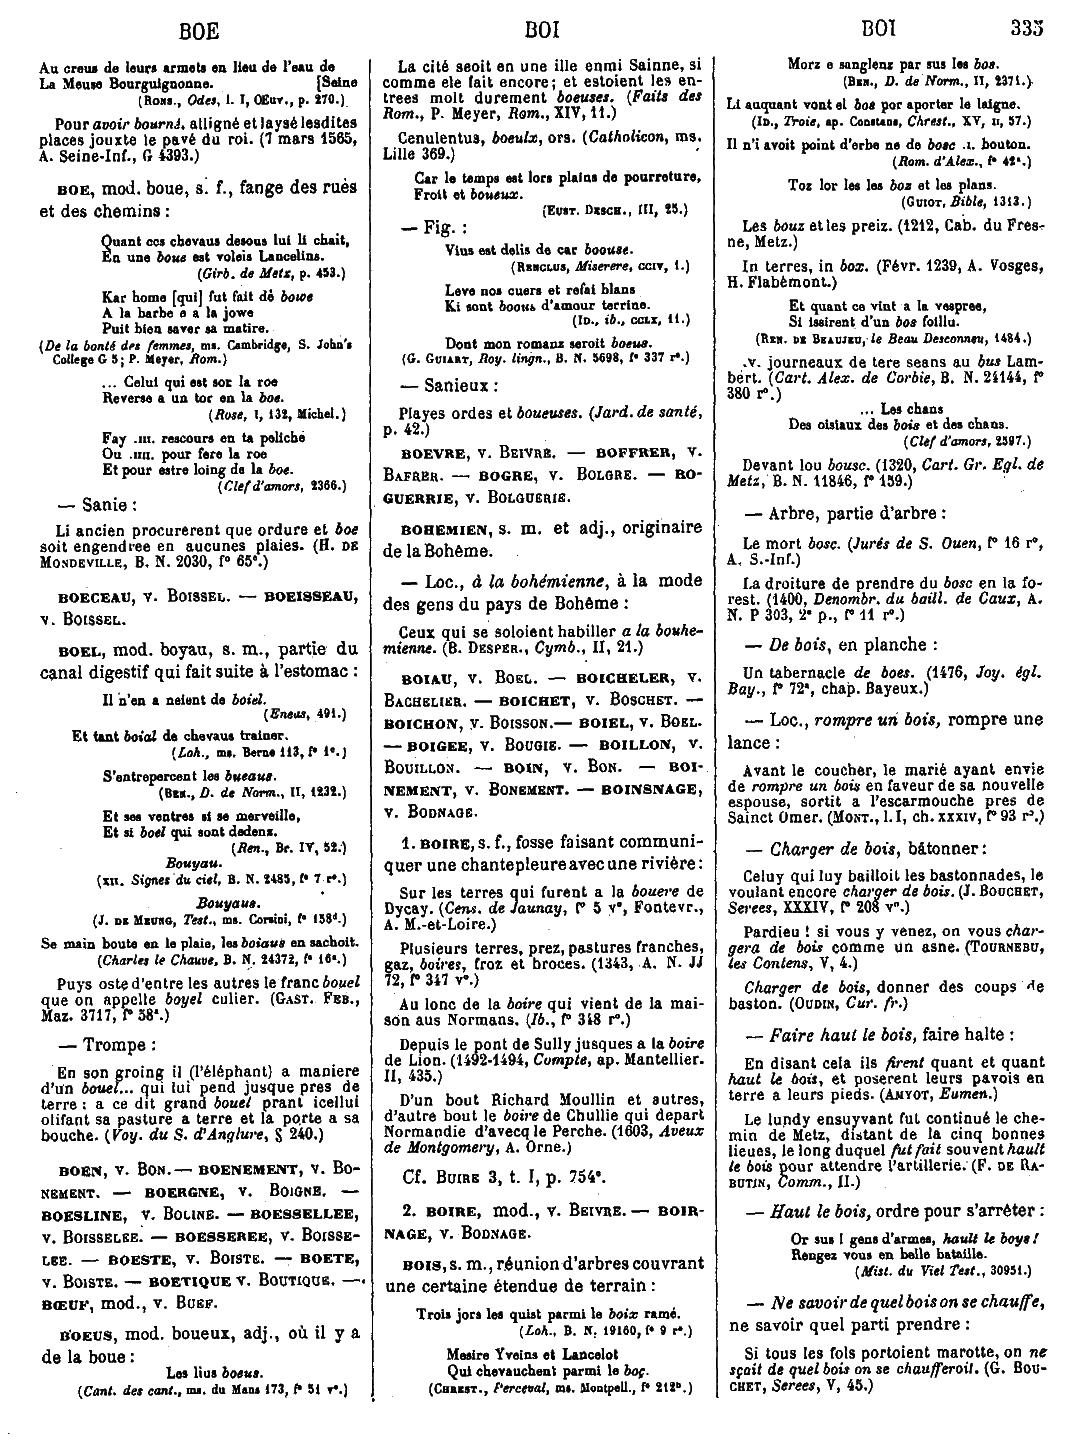 BOE
BOI
BOI 335
Au creus de leurs armets en lieu de l'eau de
La Meuse Bourguignonne. [Seine
(Rons., Odes, l. I, Œuv., p. 270.)
Pour avoir bourné, alligné et laysé lesdites
places jouxte le pavé du roi. (7 mars 1565,
A. Seine-Inf., G 4393.)
BOE, mod. boue, s. f., fange des rues
et des chemins :
Quant ces chevaus desous lui li chait,
En une boue est voleis Lancelins.
(Girb. de Metz, p. 453.)
Kar home [qui] fut fait de bowe
A la barbe e a la jowe
Puit bien saver sa matire.
(De la bonté des femmes, ms. Cambridge, S. John's
College G 5; P. Meyer, Rom.)
... Celui qui est sor la roe
Reverse a un tor en la boe.
(Rose, I, 132, Michel.)
Fay .III. rescours en ta poliche
Ou .IIII. pour fere la roe
Et pour estre loing de la boe.
(Clef d'amors, 2366.)
— Sanie :
Li ancien procurerent que ordure et boe
soit engendree en aucunes plaies. (H. DE
MONDEVILLE, B. N. 2030, f° 65ª.)
BOECEAU, v. BOISSEL. — BOEISSEAU,
v. BOISSEL.
BOEL, mod. boyau, s. m., partie du
canal digestif qui fait suite à l'estomac :
Il n'en a neient de boiel.
(Eneas, 491.)
Et tant boial de chevaus trainer.
(Loh., ms. Berne 113, f° 1ª.)
S'entrepercent les bueaus.
(BEN., D. de Norm., II, 1232.)
Et ses ventres si se merveille,
Et si boel qui sont dedenz.
(Ren., Br. IV, 52.)
Bouyau.
(XII. Signes du ciel, B. N. 2485, f° 7 r°.)
Bouyaus.
(J. DE MEUNG, Test., ms. Corsini, f° 158ᵈ.)
Se main boute en le plaie, les boiaus en sachoit.
(Charles le Chauve, B. N. 24372, f° 16ª.)
Puys oste d'entre les autres le franc bouel
que on appelle boyel culier. (GAST. FEB.,
Maz. 3717, f° 58ª.)
— Trompe :
En son groing il (l'éléphant) a maniere
d'un bouel... qui lui pend jusque pres de
terre : a ce dit grand bouel prant icellui
olifant sa pasture a terre et la porte a sa
bouche. (Voy. du S. d'Anglure, § 240.)
BOEN, v. BON. — BOENEMENT, v. BO-
NEMENT. — BOERGNE, v. BOIGNE. —
BOESLINE, v. BOLINE. — BOESSELLEE,
v. BOISSELEE. — BOESSEREE, v. BOISSE-
LEE. — BOESTE, v. BOISTE. — BOETE,
v. BOISTE. — BOETIQUE v. BOUTIQUE. —
BŒUF, mod., v. BUEF.
BOEUS, mod. boueux, adj., où il y a
de la boue :
Les lius boeus.
(Cant. des cant., ms. du Mans 173, f° 51 v°.)
La cité seoit en une ille enmi Sainne, si
comme ele fait encore; et estoient les en-
trees molt durement boeuses. (Faits des
Rom., P. Meyer, Rom., XIV, 11.)
Cenulentus, boeulx, ors. (Catholicon, ms.
Lille 369.)
Car le temps est lors plains de pourreture,
Froit et boueux.
(EUST. DESCH., III, 25.)
— Fig. :
Vius est delis de car boouse.
(RENCLUS, Miserere, CCIV, 1.)
Leve nos cuers et refai blans
Ki sont boous d'amour terrine.
(ID., ib., CCLX, 11.)
Dont mon romans seroit boeus.
(G. GUIART, Roy. lingn., B. N. 5698, f° 337 r°.)
— Sanieux :
Playes ordes et boueuses. (Jard. de santé,
p. 42.)
BOEVRE, v. BEIVRE. — BOFFRER, v.
BAFRER. — BOGRE, v. BOLGRE. — BO-
GUERRIE, v. BOLGUERIE.
BOHEMIEN, s. m. et adj., originaire
de la Bohême.
— Loc., à la bohémienne, à la mode
des gens du pays de Bohême :
Ceux qui se soloient habiller a la bouhe-
mienne. (B. DESPER., Cymb., II, 21.)
BOIAU, v. BOEL. — BOICHELER, v.
BACHELIER. — BOICHET, v. BOSCHET. —
BOICHON, v. BOISSON. — BOIEL, v. BOEL.
— BOIGEE, v. BOUGIE. — BOILLON, v.
BOUILLON. — BOIN, v. BON. — BOI-
NEMENT, v. BONEMENT. — BOINSNAGE,
v. BODNAGE.
1. BOIRE, s. f., fosse faisant communi-
quer une chantepleure avec une rivière :
Sur les terres qui furent a la bouere de
Dycay. (Cens. de Jaunay, f° 5 v°, Fontevr.,
A. M.-et-Loire.)
Plusieurs terres, prez, pastures franches,
gaz, boires, froz et broces. (1343, A. N. JJ
72, f° 347 v°.)
Au lonc de la boire qui vient de la mai-
son aus Normans. (Ib., f° 348 r°.)
Depuis le pont de Sully jusques a la boire
de Lion. (1492-1494, Compte, ap. Mantellier.
II, 435.)
D'un bout Richard Moullin et autres,
d'autre bout le boire de Chullie qui depart
Normandie d'avecq le Perche. (1603, Aveux
de Montgomery, A. Orne.)
Cf. BUIRE 3, t. I, p. 754ᵉ.
2. BOIRE, mod., v. BEIVRE. — BOIR-
NAGE, v. BODNAGE.
BOIS, s. m., réunion d'arbres couvrant
une certaine étendue de terrain :
Trois jors les quist parmi le boix ramé.
(Loh., B. N. 19160, f° 9 rª.)
Mesire Yveins et Lancelot
Qui chevauchent parmi le boç.
(CHREST., Perceval, ms. Montpell., f° 212ᵇ.)
Morz e sanglenz par sus les bos.
(BEN., D. de Norm., II, 2371.)
Li auquant vont el bos por aporter le laigne.
(ID., Troie, ap. Constans, Chrest., XV, II, 57.)
Il n'i avoit point d'erbe ne de bosc .I. bouton.
(Rom. d'Alex., f° 42ª.)
Toz lor les les boz et les plans.
(GUIOT, Bible, 1313.)
Les bouz et les preiz. (1212, Cab. du Fres-
ne, Metz.)
In terres, in box. (Févr. 1239, A. Vosges,
H. Flabémont.)
Et quant ce vint a la vespree,
Si issirent d'un bos foillu.
(REN. DE BEAUJEU, le Beau Desconneu, 1484.)
.V. journeaux de tere seans au bus Lam-
bert. (Cart. Alex. de Corbie, B. N. 24144, f°
380 r°.)
... Les chans
Des oisiaux des bois et des chans.
(Clef d'amors, 2597.)
Devant lou bousc. (1320, Cart. Gr. Egl. de
Metz, B. N. 11846, f° 159.)
— Arbre, partie d'arbre :
Le mort bosc. (Jurés de S. Ouen, f° 16 r°,
A. S.-Inf.)
La droiture de prendre du bosc en la fo-
rest. (1400, Denombr. du baill. de Caux, A.
N. P 303, 2ᵉ p., f° 11 r°.)
— De bois, en planche :
Un tabernacle de boes. (1476, Joy. égl.
Bay., f° 72ª, chap. Bayeux.)
— Loc., rompre un bois, rompre une
lance :
Avant le coucher, le marié ayant envie
de rompre un bois en faveur de sa nouvelle
espouse, sortit a l'escarmouche pres de
Sainct Omer. (MONT., l. I, ch. XXXIV, f° 93 r°.)
— Charger de bois, bâtonner :
Celuy qui luy bailloit les bastonnades, le
voulant encore charger de bois. (J. BOUCHET,
Serees, XXXIV, f° 208 v°.)
Pardieu ! si vous y venez, on vous char-
gera de bois comme un asne. (TOURNEBU,
les Contens, V, 4.)
Charger de bois, donner des coups de
baston. (OUDIN, Cur. fr.)
— Faire haut le bois, faire halte :
En disant cela ils firent quant et quant
haut le bois, et poserent leurs pavois en
terre a leurs pieds. (AMYOT, Eumen.)
Le lundy ensuyvant fut continué le che-
min de Metz, distant de la cinq bonnes
lieues, le long duquel fut fait souvent hault
le bois pour attendre l'artillerie. (F. DE RA-
BUTIN, Comm., II.)
— Haut le bois, ordre pour s'arrêter :
Or sus ! gens d'armes, hault le boys !
Rengez vous en belle bataille.
(Mist. du Viel Test., 30951.)
— Ne savoir de quel bois on se chauffe,
ne savoir quel parti prendre :
Si tous les fols portoient marotte, on ne
sçait de quel bois on se chaufferoit. (G. BOU-
CHET, Serees, V, 45.)